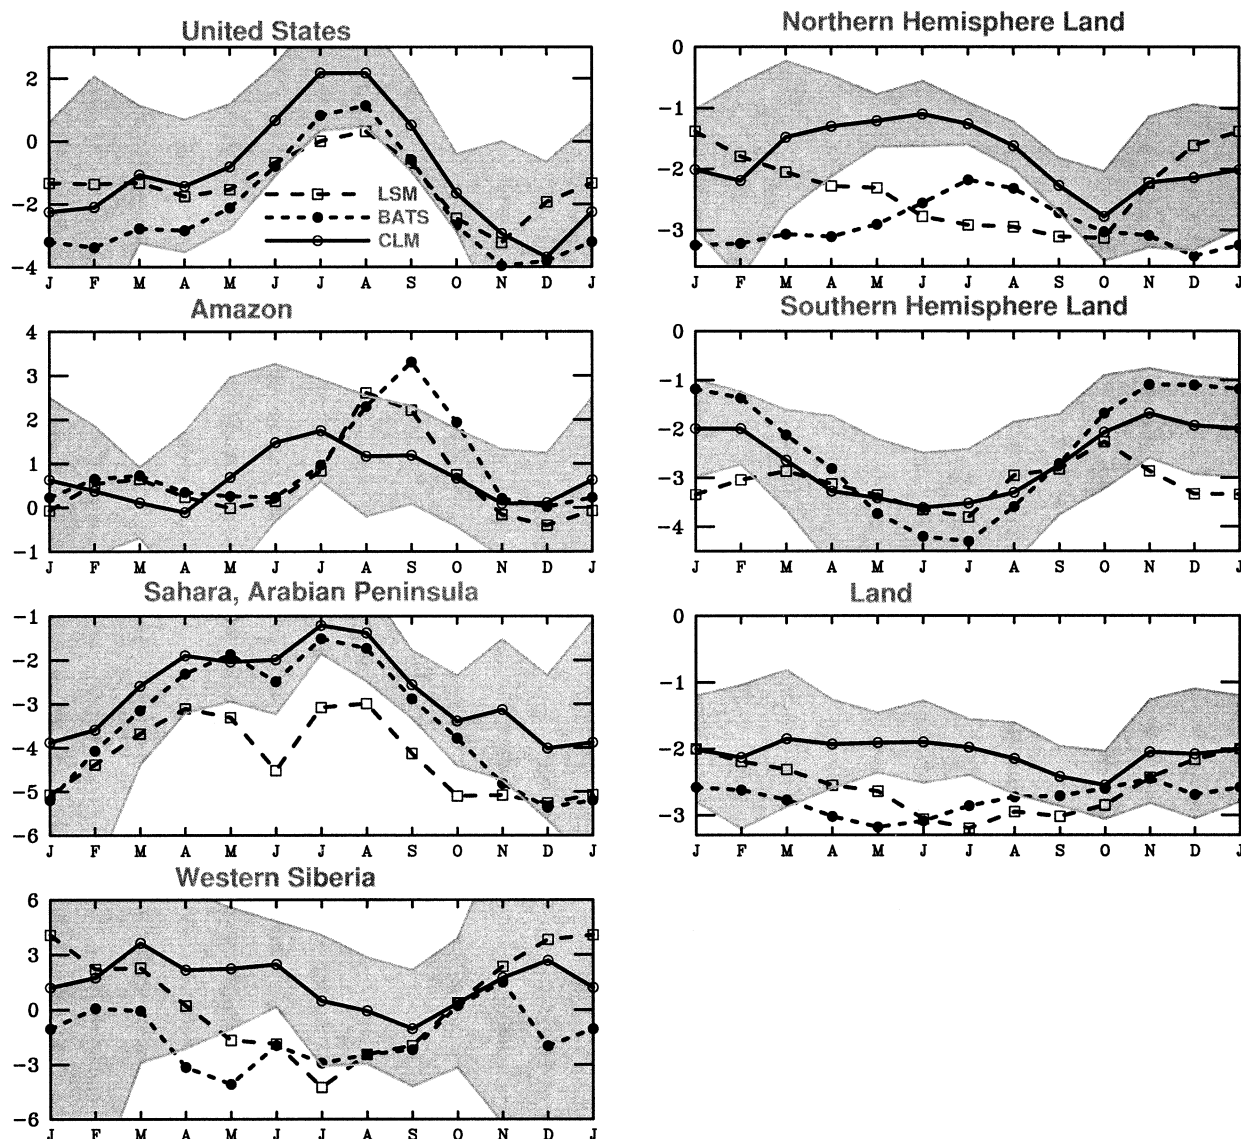 United States
2
0
-2
-4
LSM
BATS
CLM
J F M A M J J A S O N D J
Amazon
4
3
2
1
0
-1
J F M A M J J A S O N D J
Sahara, Arabian Peninsula
-1
-2
-3
-4
-5
-6
J F M A M J J A S O N D J
Western Siberia
6
3
0
-3
-6
J F M A M J J A S O N D J
Northern Hemisphere Land
0
-1
-2
-3
J F M A M J J A S O N D J
Southern Hemisphere Land
0
-1
-2
-3
-4
J F M A M J J A S O N D J
Land
0
-1
-2
-3
J F M A M J J A S O N D J